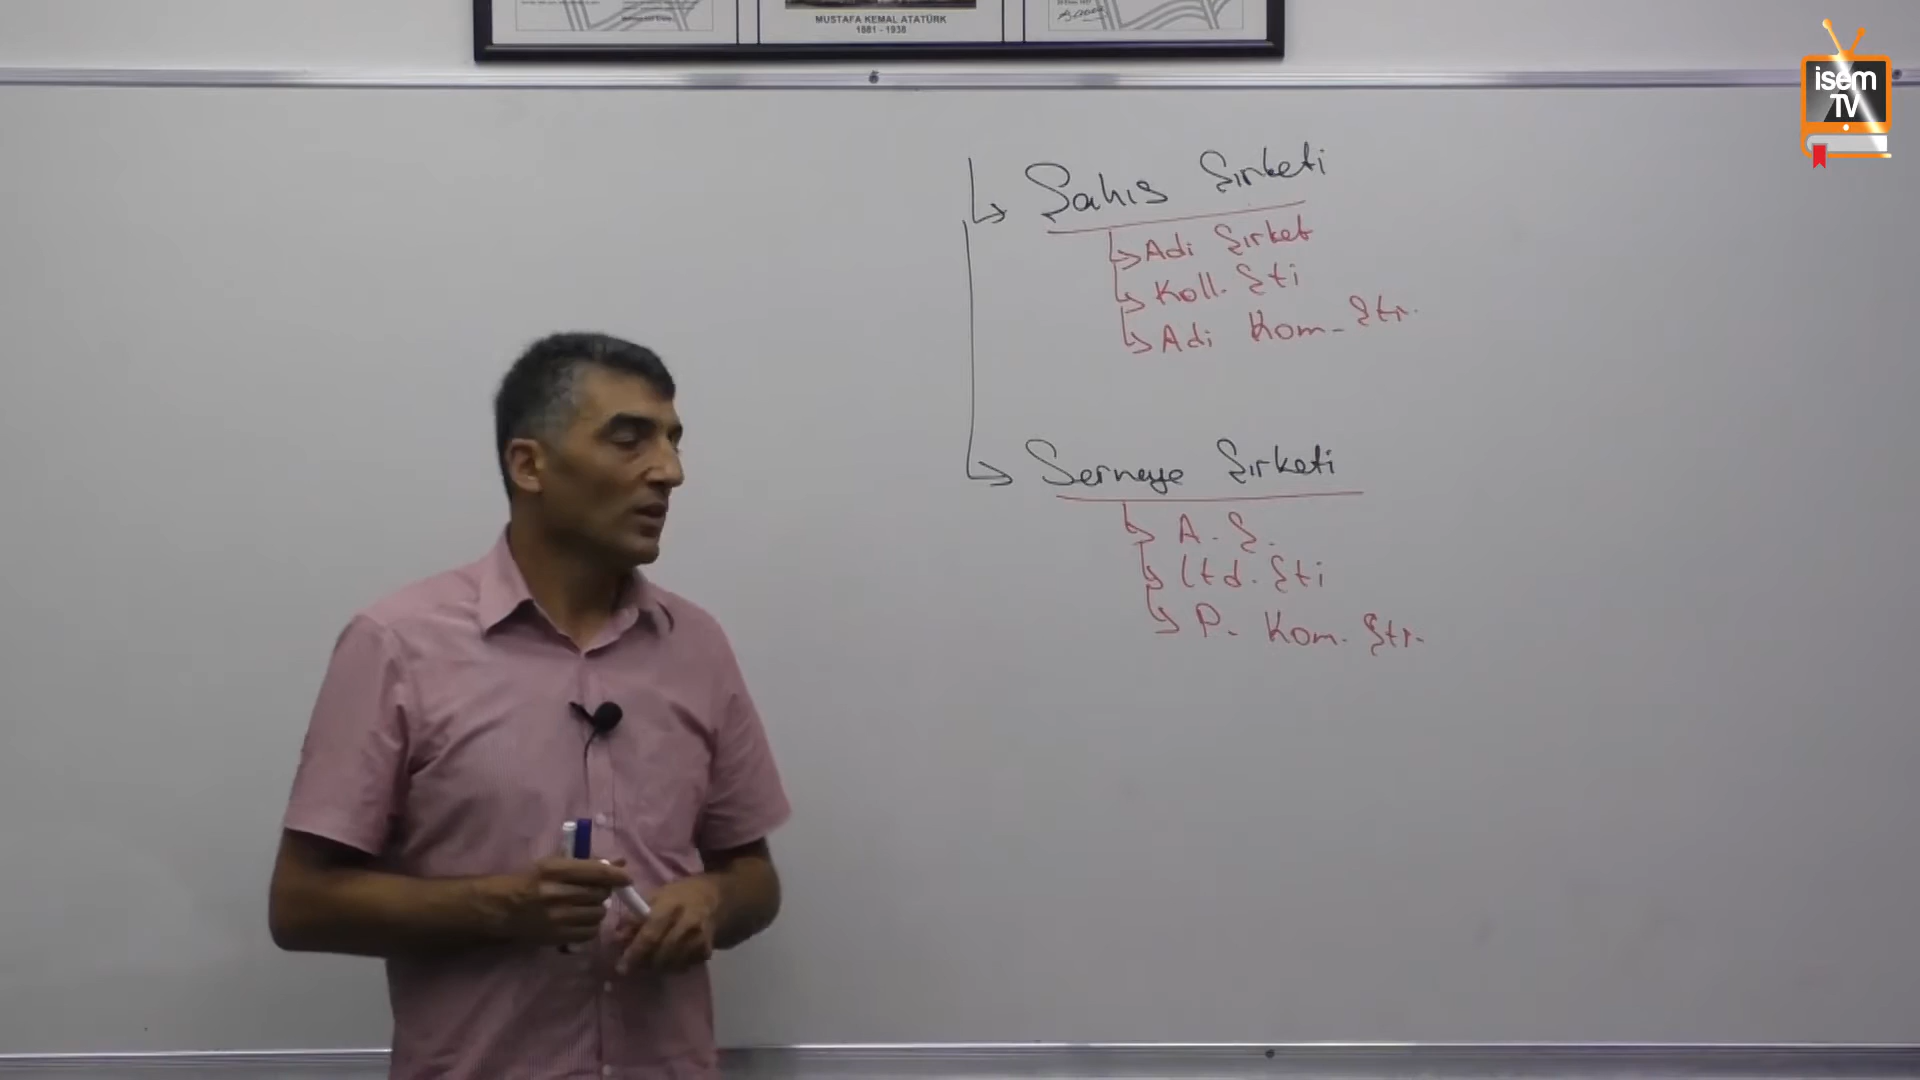 MUSTAFA KEMAL ATATÜRK
1881 - 1938
isem
TV
Şahıs Şirketi
Adi Şirket
Koll. Şti
Adi Kom. Şti.
Sermaye Şirketi
A.Ş.
Ltd. Şti
P. Kom. Şti.